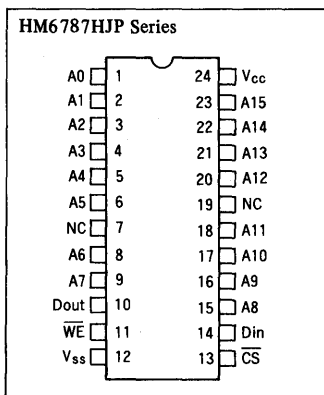 HM6787HJP Series
A0 1 24 Vcc
A1 2 23 A15
A2 3 22 A14
A3 4 21 A13
A4 5 20 A12
A5 6 19 NC
NC 7 18 A11
A6 8 17 A10
A7 9 16 A9
Dout 10 15 A8
W̅E̅ 11 14 Din
Vss 12 13 C̅S̅